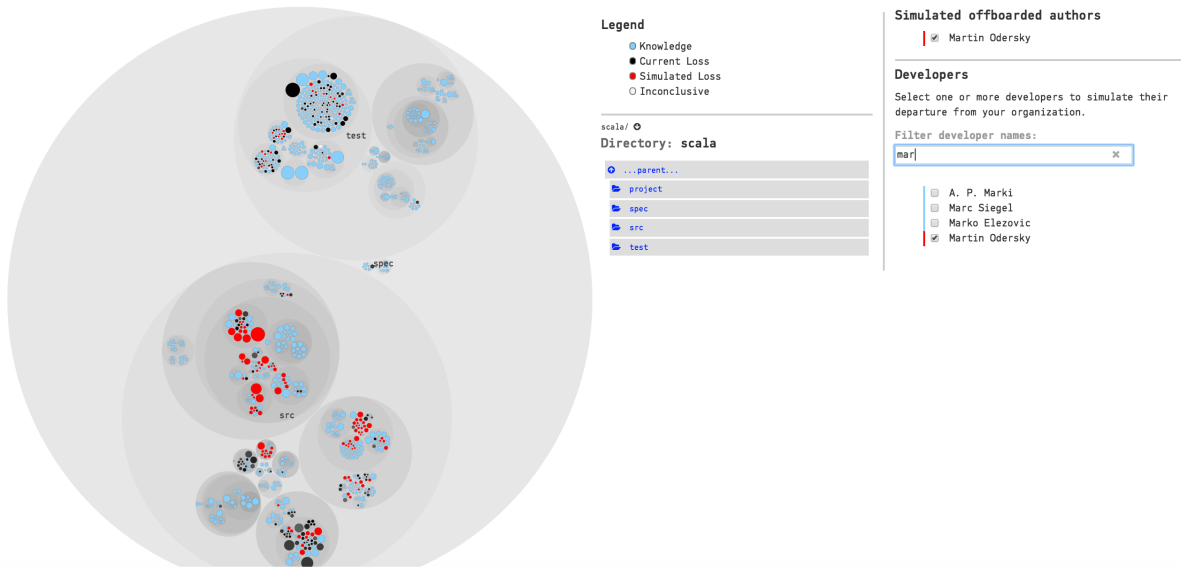 test
spec
src
Legend
Knowledge
Current Loss
Simulated Loss
Inconclusive
scala/
Directory: scala
...parent...
project
spec
src
test
Simulated offboarded authors
Martin Odersky
Developers
Select one or more developers to simulate their
departure from your organization.
Filter developer names:
mar
A. P. Marki
Marc Siegel
Marko Elezovic
Martin Odersky